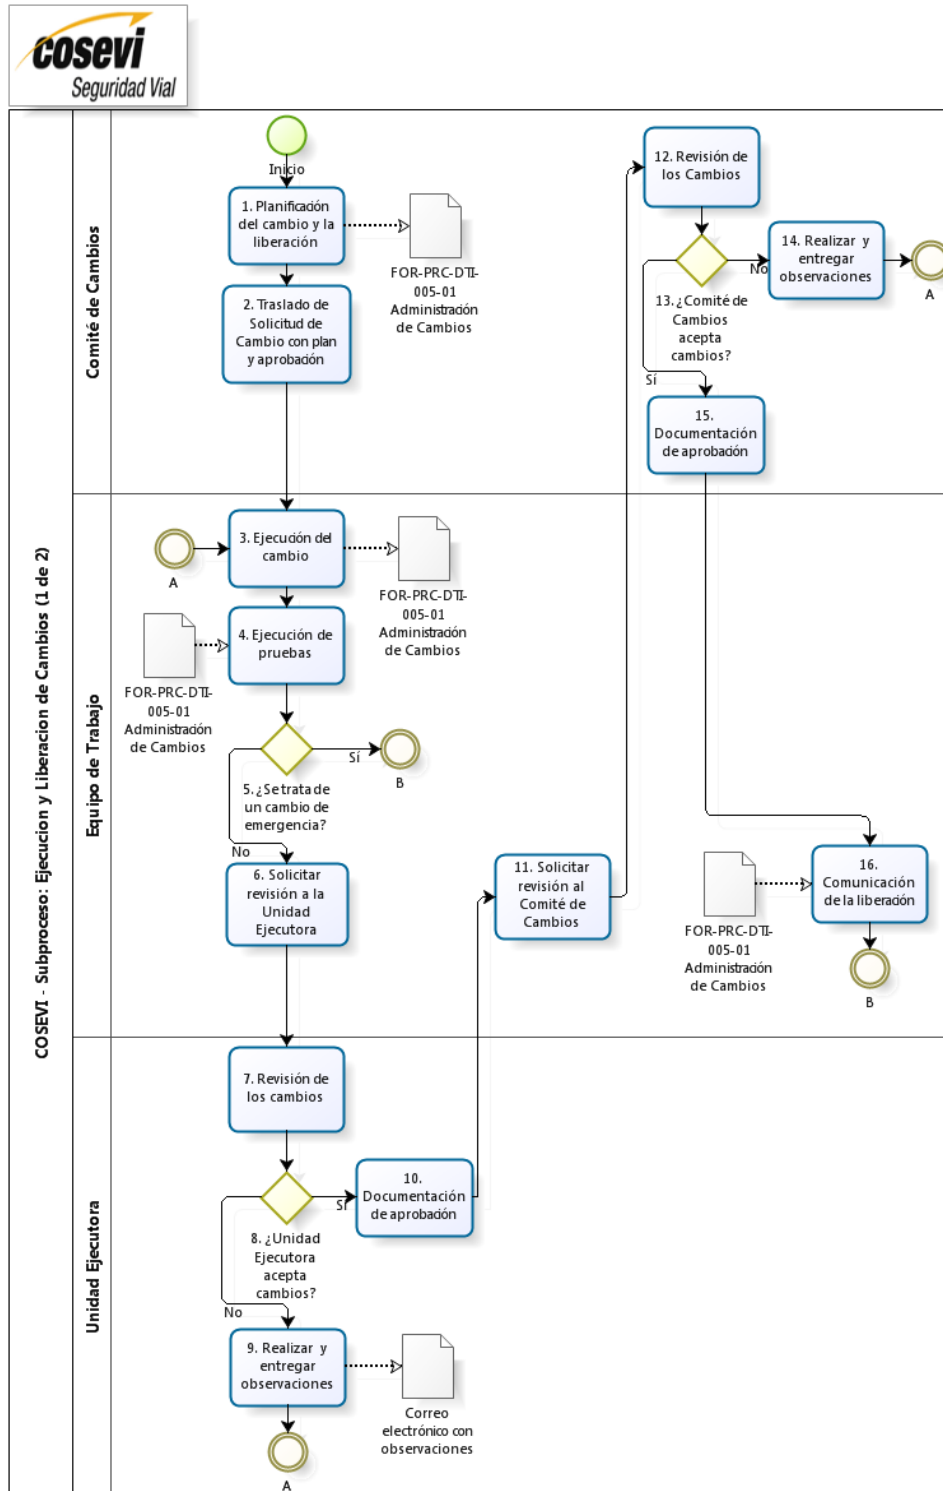 cosevi
Seguridad Vial
COSEVI - Subproceso: Ejecucion y Liberacion de Cambios (1 de 2)
Comité de Cambios
Inicio
1. Planificación
del cambio y la
liberación
FOR-PRC-DTI-
005-01
Administración
de Cambios
2. Traslado de
Solicitud de
Cambio con plan
y aprobación
12. Revisión de
los Cambios
13. ¿Comité de
Cambios
acepta
cambios?
No
14. Realizar y
entregar
observaciones
A
Sí
15.
Documentación
de aprobación
Equipo de Trabajo
A
3. Ejecución del
cambio
FOR-PRC-DTI-
005-01
Administración
de Cambios
4. Ejecución de
pruebas
FOR-PRC-DTI-
005-01
Administración
de Cambios
5. ¿Se trata de
un cambio de
emergencia?
Sí
B
No
6. Solicitar
revisión a la
Unidad
Ejecutora
11. Solicitar
revisión al
Comité de
Cambios
16.
Comunicación
de la liberación
FOR-PRC-DTI-
005-01
Administración
de Cambios
B
Unidad Ejecutora
7. Revisión de
los cambios
8. ¿Unidad
Ejecutora
acepta
cambios?
Sí
10.
Documentación
de aprobación
No
9. Realizar y
entregar
observaciones
Correo
electrónico con
observaciones
A